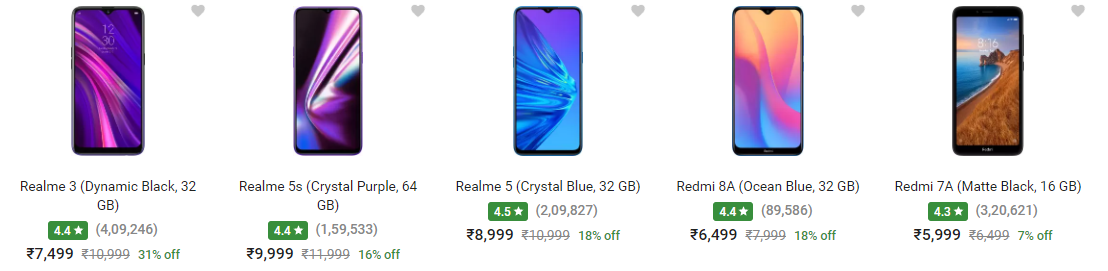 Realme 3 (Dynamic Black, 32
GB)
4.4★ (4,09,246)
₹7,499 ₹10,999 31% off
Realme 5s (Crystal Purple, 64
GB)
4.4★ (1,59,533)
₹9,999 ₹11,999 16% off
Realme 5 (Crystal Blue, 32 GB)
4.5★ (2,09,827)
₹8,999 ₹10,999 18% off
Redmi 8A (Ocean Blue, 32 GB)
4.4★ (89,586)
₹6,499 ₹7,999 18% off
Redmi 7A (Matte Black, 16 GB)
4.3★ (3,20,621)
₹5,999 ₹6,499 7% off